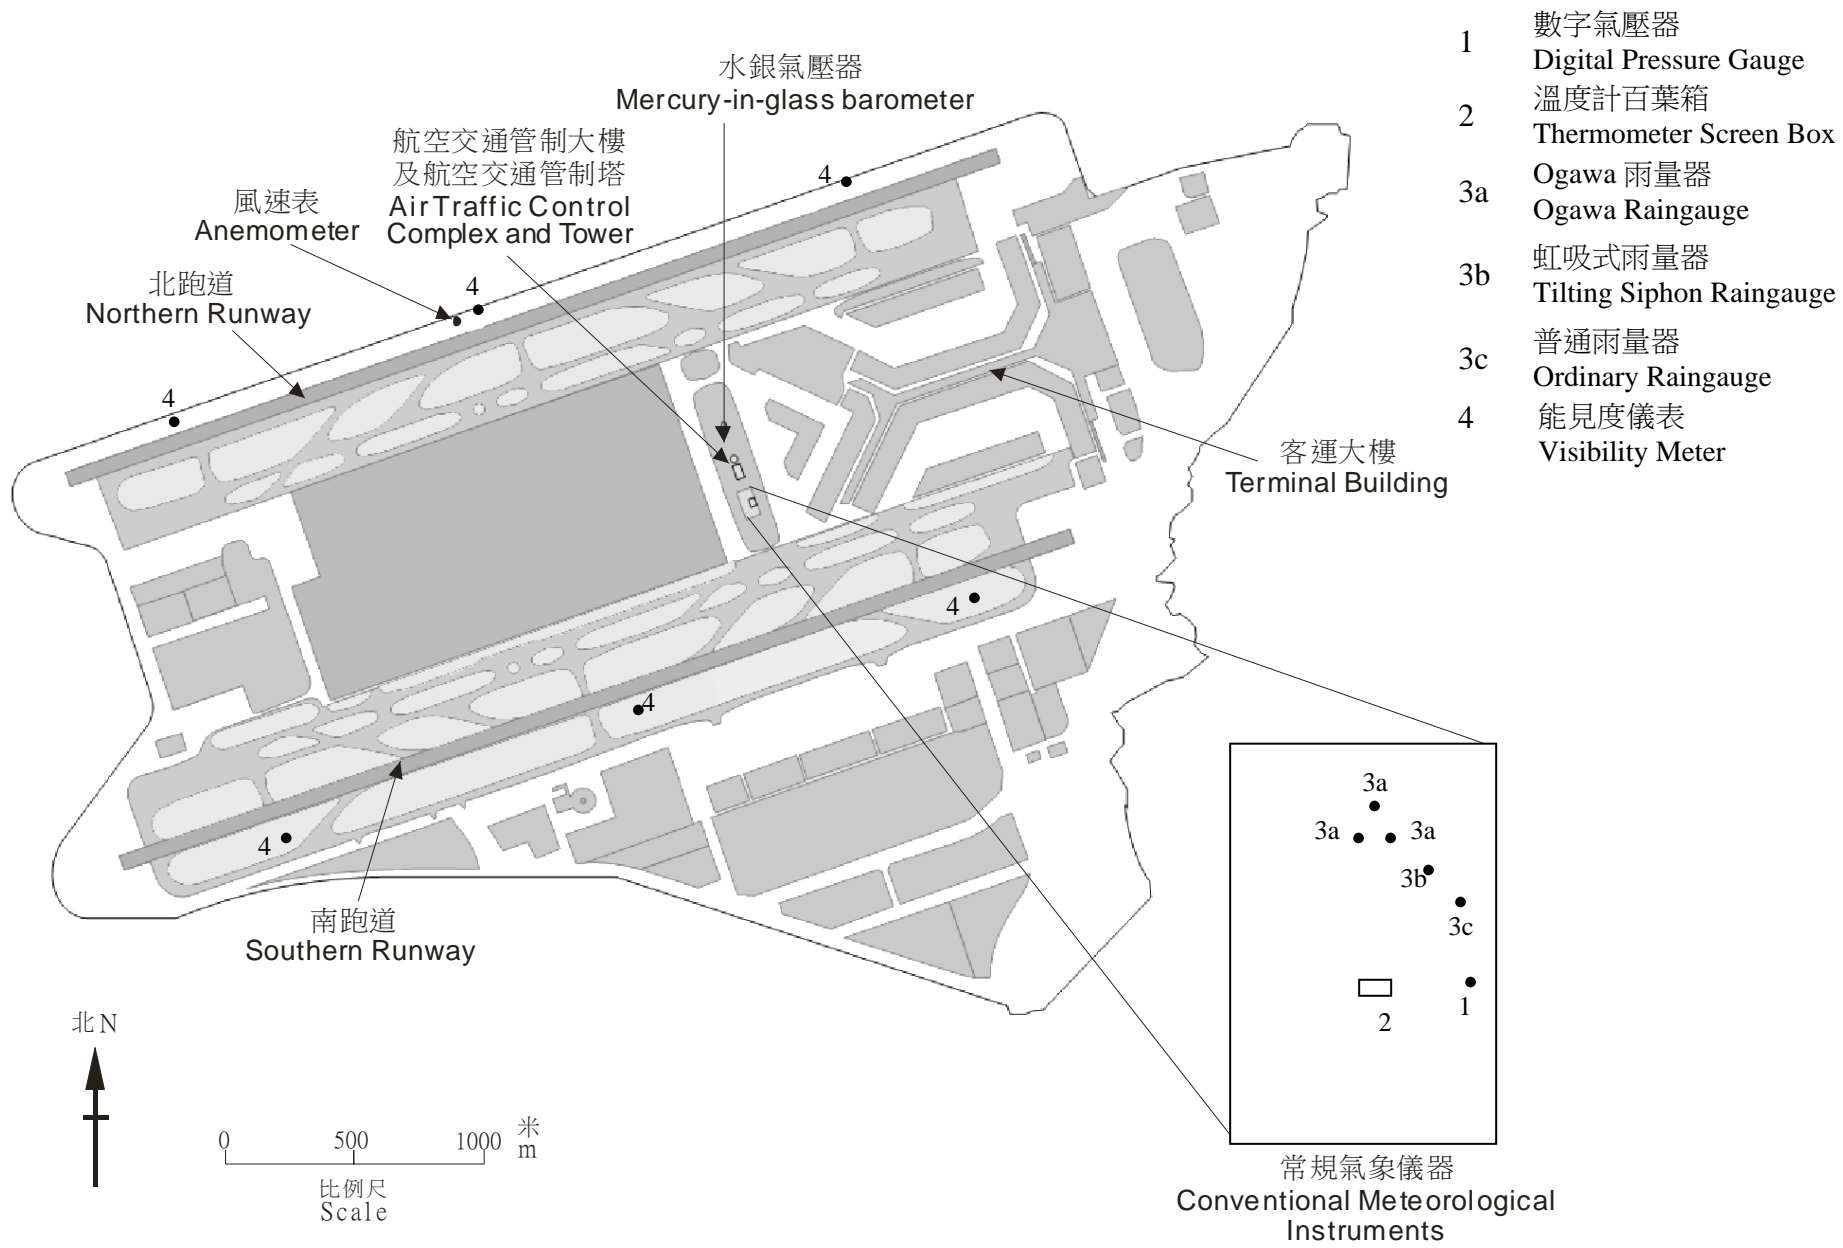 水銀氣壓器
Mercury-in-glass barometer
航空交通管制大樓
及航空交通管制塔
Air Traffic Control
Complex and Tower
風速表
Anemometer
北跑道
Northern Runway
4
4
4
客運大樓
Terminal Building
4
4
4
南跑道
Southern Runway
北 N
0 500 1000 米
m
比例尺
Scale
1 數字氣壓器
Digital Pressure Gauge
2 溫度計百葉箱
Thermometer Screen Box
3a Ogawa 雨量器
Ogawa Raingauge
3b 虹吸式雨量器
Tilting Siphon Raingauge
3c 普通雨量器
Ordinary Raingauge
4 能見度儀表
Visibility Meter
3a
3a 3a
3b
3c
1
2
常規氣象儀器
Conventional Meteorological
Instruments